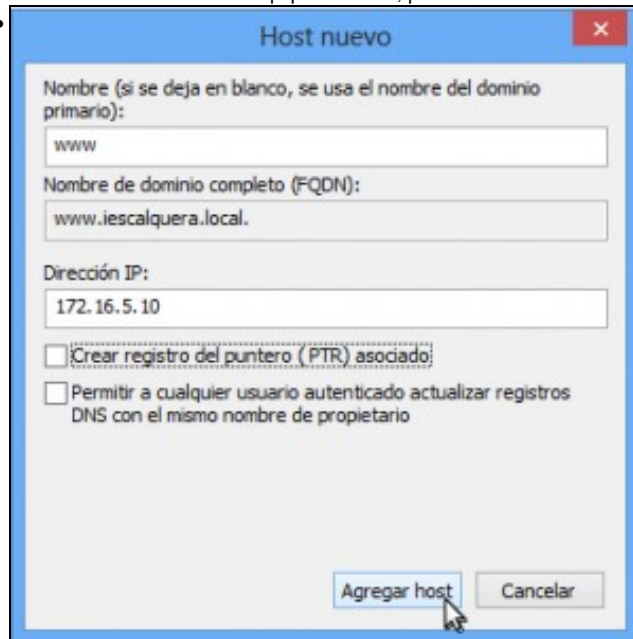 Host nuevo
Nombre (si se deja en blanco, se usa el nombre del dominio
primario):
www
Nombre de dominio completo (FQDN):
www.iescalquera.local.
Dirección IP:
172.16.5.10
Crear registro del puntero (PTR) asociado
Permitir a cualquier usuario autenticado actualizar registros
DNS con el mismo nombre de propietario
Agregar host Cancelar